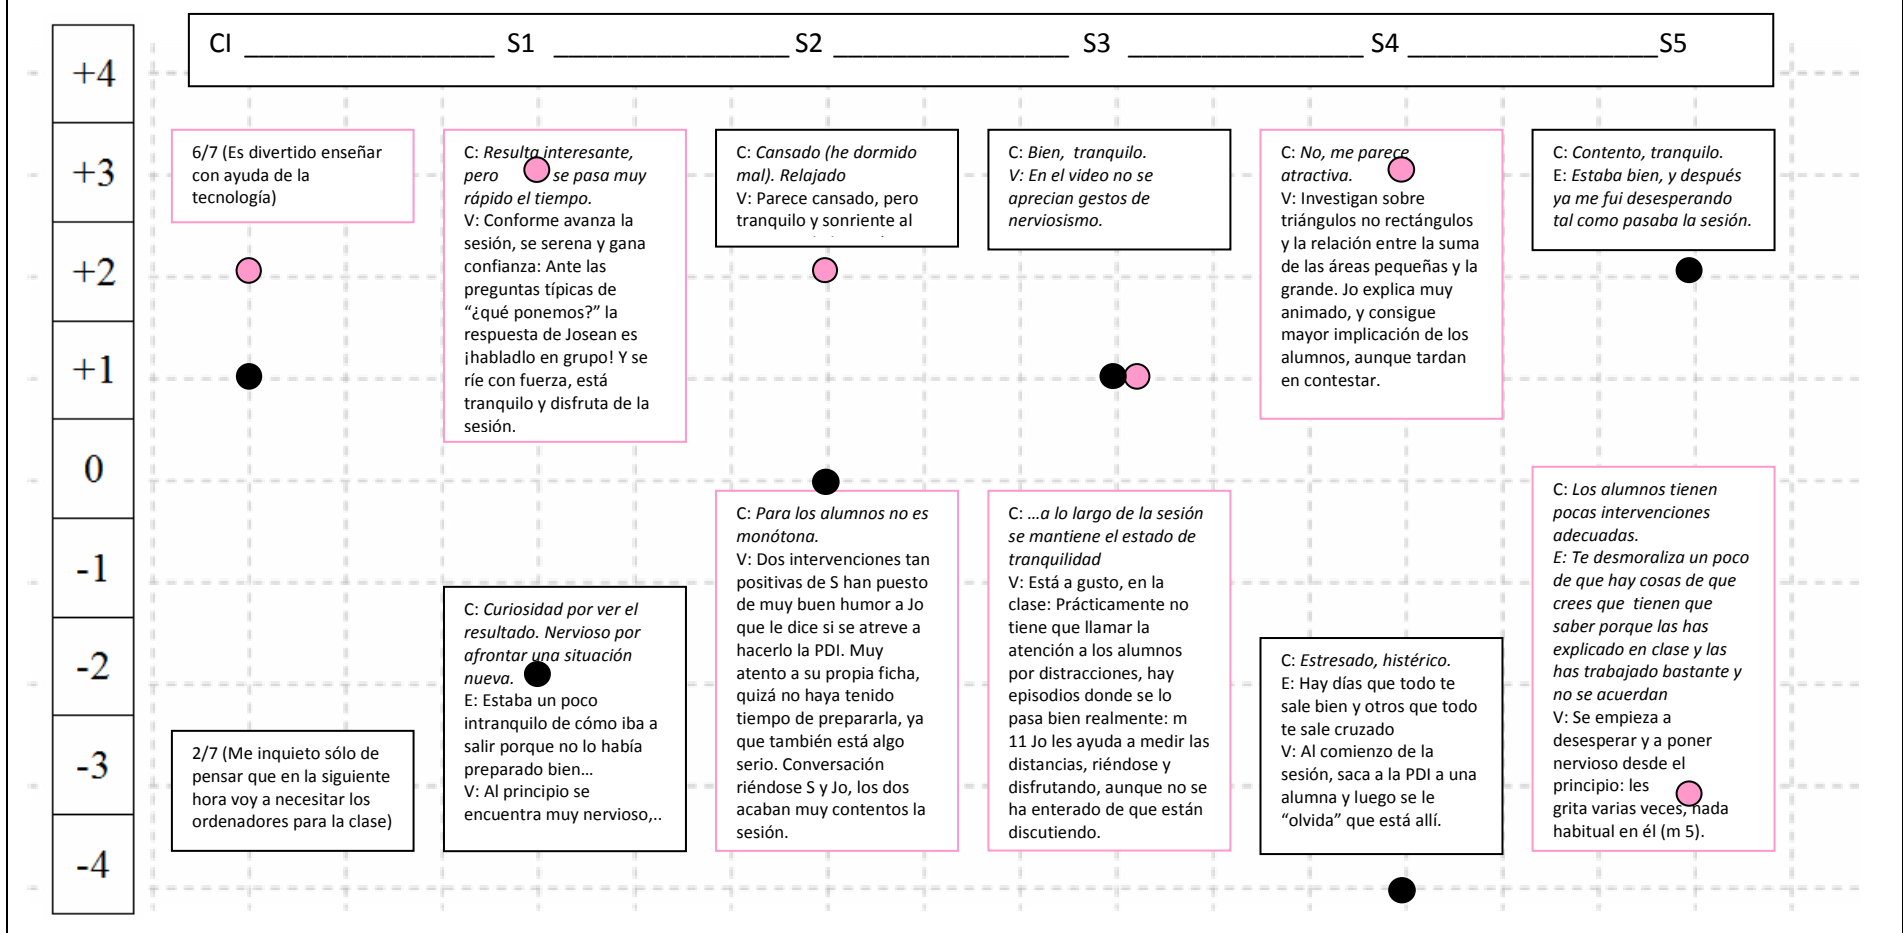 CI ____________________ S1 ___________________ S2 ___________________ S3 ___________________ S4 ____________________ S5
+4
+3
+2
+1
0
-1
-2
-3
-4
6/7 (Es divertido enseñar
con ayuda de la
tecnología)
2/7 (Me inquieto sólo de
pensar que en la siguiente
hora voy a necesitar los
ordenadores para la clase)
C: Resulta interesante,
pero se pasa muy
rápido el tiempo.
V: Conforme avanza la
sesión, se serena y gana
confianza: Ante las
preguntas típicas de
“¿qué ponemos?” la
respuesta de Josean es
¡habladlo en grupo! Y se
ríe con fuerza, está
tranquilo y disfruta de la
sesión.
C: Curiosidad por ver el
resultado. Nervioso por
afrontar una situación
nueva.
E: Estaba un poco
intranquilo de cómo iba a
salir porque no lo había
preparado bien…
V: Al principio se
encuentra muy nervioso,..
C: Cansado (he dormido
mal). Relajado
V: Parece cansado, pero
tranquilo y sonriente al
C: Para los alumnos no es
monótona.
V: Dos intervenciones tan
positivas de S han puesto
de muy buen humor a Jo
que le dice si se atreve a
hacerlo la PDI. Muy
atento a su propia ficha,
quizá no haya tenido
tiempo de prepararla, ya
que también está algo
serio. Conversación
riéndose S y Jo, los dos
acaban muy contentos la
sesión.
C: Bien, tranquilo.
V: En el video no se
aprecian gestos de
nerviosismo.
C: …a lo largo de la sesión
se mantiene el estado de
tranquilidad
V: Está a gusto, en la
clase: Prácticamente no
tiene que llamar la
atención a los alumnos
por distracciones, hay
episodios donde se lo
pasa bien realmente: m
11 Jo les ayuda a medir las
distancias, riéndose y
disfrutando, aunque no se
ha enterado de que están
discutiendo.
C: No, me parece
atractiva.
V: Investigan sobre
triángulos no rectángulos
y la relación entre la suma
de las áreas pequeñas y la
grande. Jo explica muy
animado, y consigue
mayor implicación de los
alumnos, aunque tardan
en contestar.
C: Estresado, histérico.
E: Hay días que todo te
sale bien y otros que todo
te sale cruzado
V: Al comienzo de la
sesión, saca a la PDI a una
alumna y luego se le
“olvida” que está allí.
C: Contento, tranquilo.
E: Estaba bien, y después
ya me fui desesperando
tal como pasaba la sesión.
C: Los alumnos tienen
pocas intervenciones
adecuadas.
E: Te desmoraliza un poco
de que hay cosas de que
crees que tienen que
saber porque las has
explicado en clase y las
has trabajado bastante y
no se acuerdan
V: Se empieza a
desesperar y a poner
nervioso desde el
principio: les
grita varias veces, nada
habitual en él (m 5).